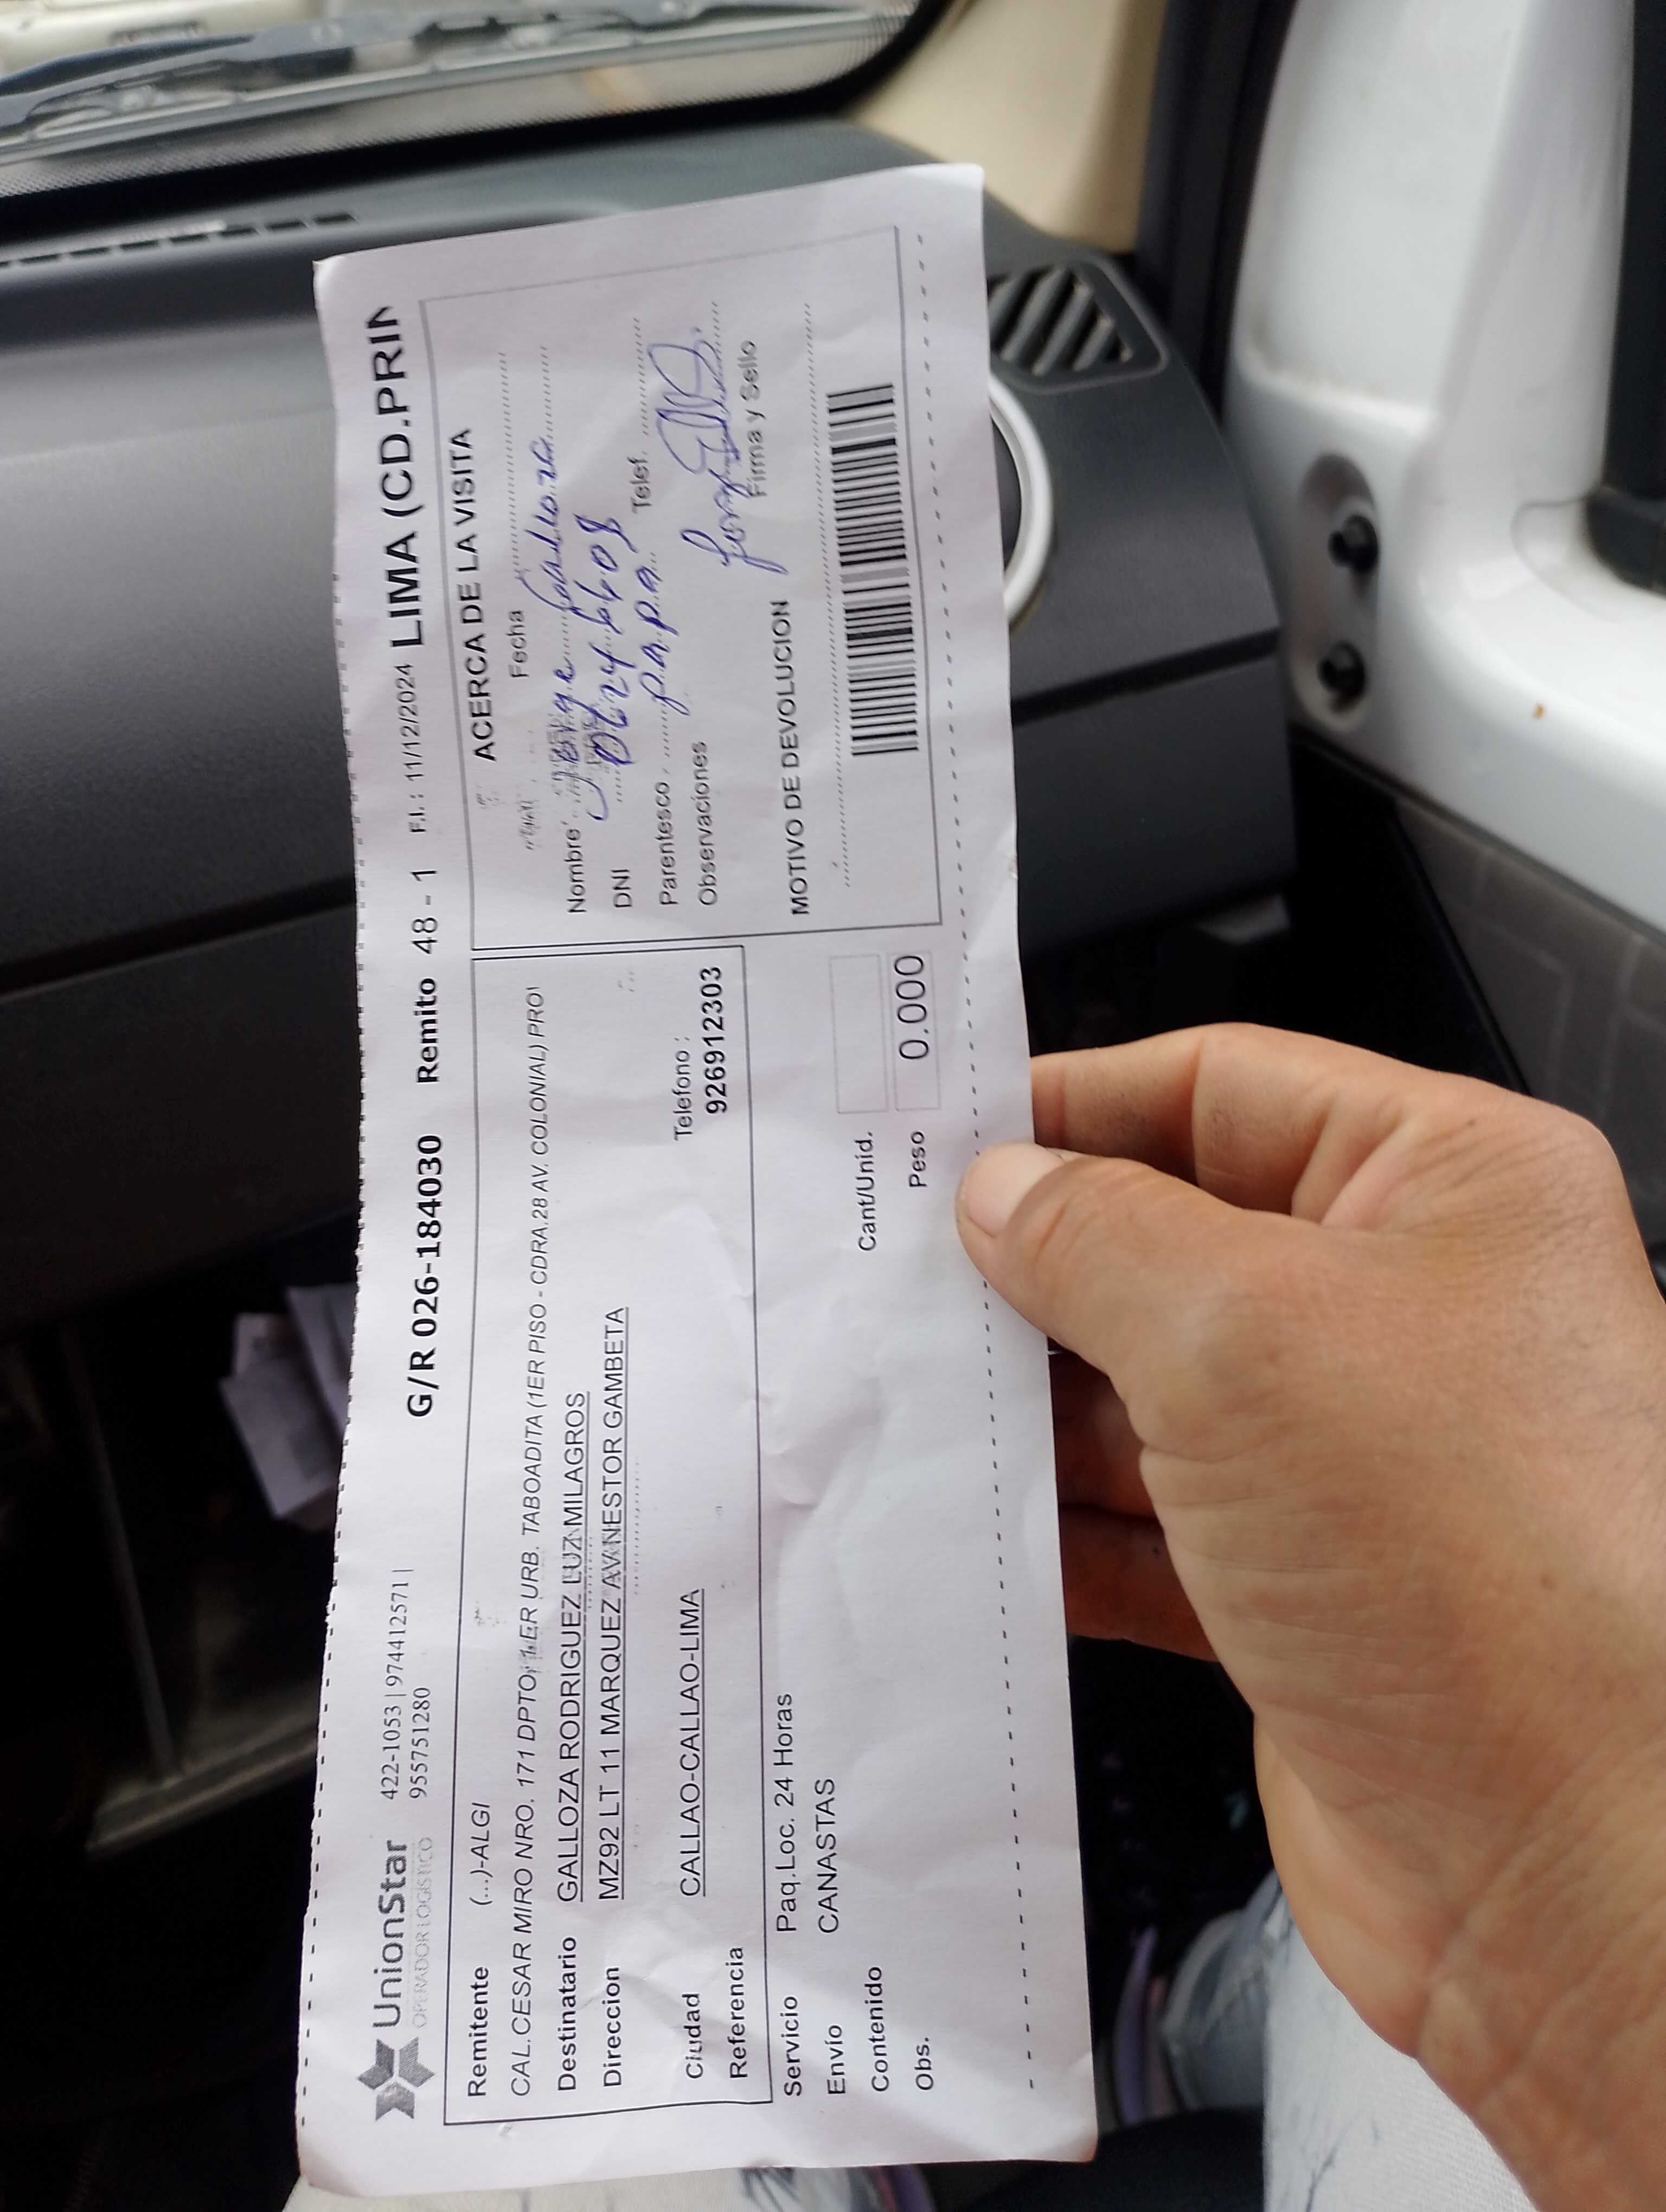 UnionStar
OPERADOR LOGISTICO
422-1053 | 974412571 |
955751280
G/R 026-184030 Remito 48 - 1 F.I. : 11/12/2024 LIMA (CD.PRIN
Remitente (...)-ALGI
CAL.CESAR MIRO NRO. 171 DPTO. 1ER URB. TABOADITA (1ER PISO - CDRA.28 AV. COLONIAL) PRO
Destinatario GALLOZA RODRIGUEZ LUZ MILAGROS
Direccion MZ92 LT 11 MARQUEZ AV NESTOR GAMBETA
Ciudad CALLAO-CALLAO-LIMA
Telefono :
926912303
Referencia
Servicio Paq.Loc. 24 Horas
Envío CANASTAS
Contenido
Obs.
Cant/Unid.
Peso 0.000
ACERCA DE LA VISITA
Fecha
Nombre Jorge Galloza
DNI
Parentesco papa Telef.
Observaciones
Firma y Sello
MOTIVO DE DEVOLUCION